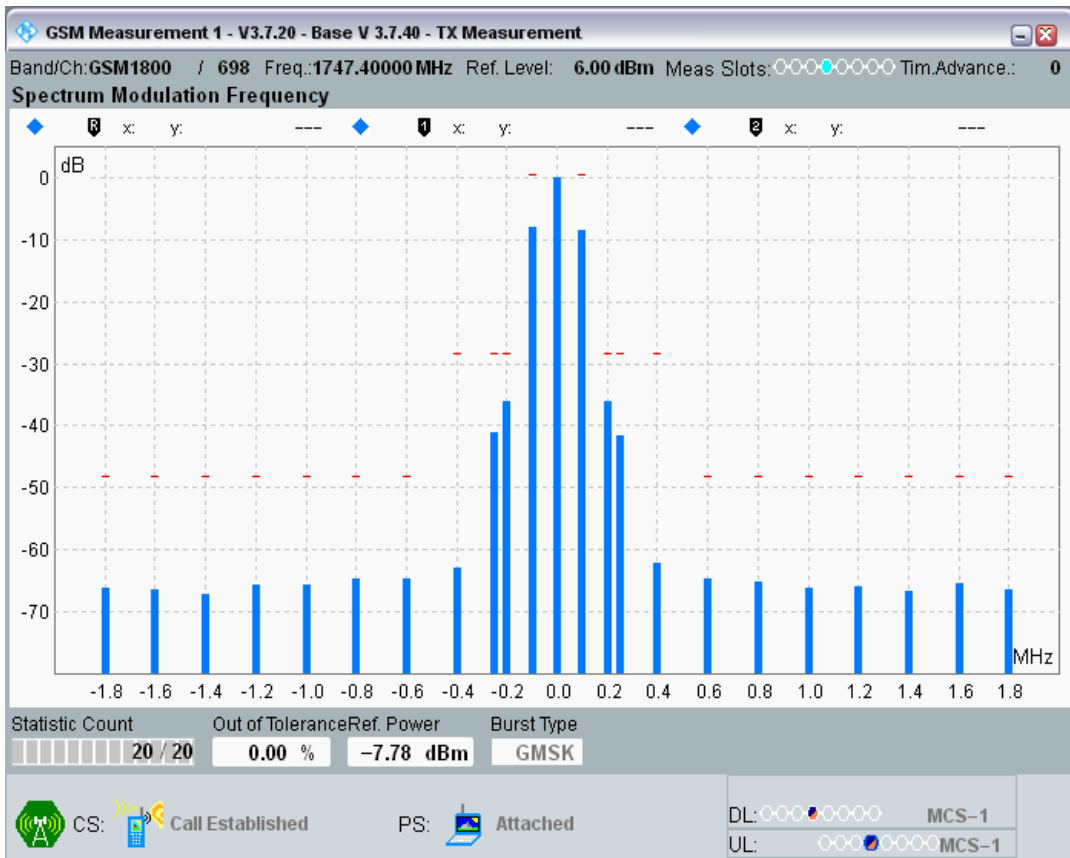 GSM Measurement 1 - V3.7.20 - Base V 3.7.40 - TX Measurement
Band/Ch:GSM1800 / 698 Freq.:1747.40000 MHz Ref. Level: 6.00 dBm Meas Slots: Tim.Advance.: 0
Spectrum Modulation Frequency
R x: y: --- 1 x: y: --- 2 x: y: ---
dB
0
-10
-20
-30
-40
-50
-60
-70
MHz
-1.8 -1.6 -1.4 -1.2 -1.0 -0.8 -0.6 -0.4 -0.2 0.0 0.2 0.4 0.6 0.8 1.0 1.2 1.4 1.6 1.8
Statistic Count Out of Tolerance Ref. Power Burst Type
20 / 20 0.00 % -7.78 dBm GMSK
CS: Call Established PS: Attached
DL: MCS-1
UL: MCS-1